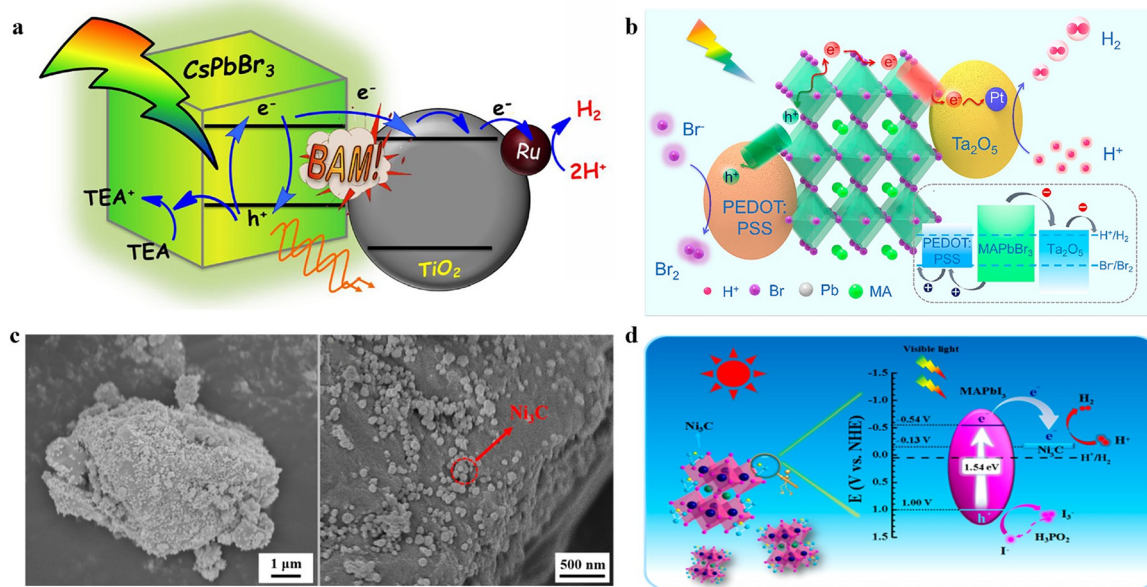 a
CsPbBr₃
e⁻
e⁻
e⁻
H₂
BAM!
Ru
2H⁺
TEA⁺
h⁺
TEA
TiO₂
b
e⁻
e⁻
H₂
h⁺
e⁻
Pt
Br⁻
Ta₂O₅
H⁺
h⁺
PEDOT:
PSS
Br₂
PEDOT:
PSS
MAPbBr₃
Ta₂O₅
H⁺/H₂
Br⁻/Br₂
H⁺
Br
Pb
MA
c
Ni₃C
1 μm
500 nm
d
Visible light
MAPbI₃
-1.5
-1.0
-0.5
0.0
0.5
1.0
1.5
E (V vs. NHE)
-0.54 V
-0.13 V
1.00 V
e⁻
e⁻
e⁻
H₂
Ni₃C
H⁺
H⁺/H₂
1.54 eV
h⁺
I₃⁻
H₃PO₂
I⁻
Ni₃C